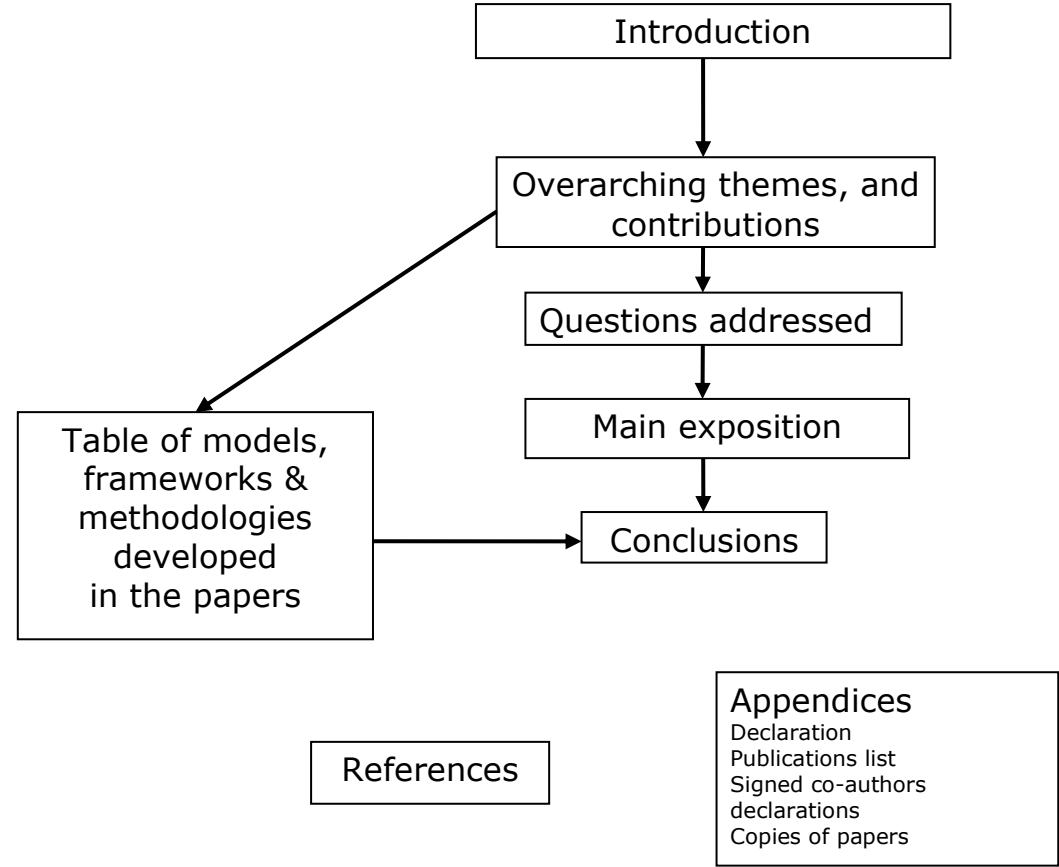 Introduction
Overarching themes, and
contributions
Questions addressed
Main exposition
Table of models,
frameworks &
methodologies
developed
in the papers
Conclusions
References
Appendices
Declaration
Publications list
Signed co-authors
declarations
Copies of papers